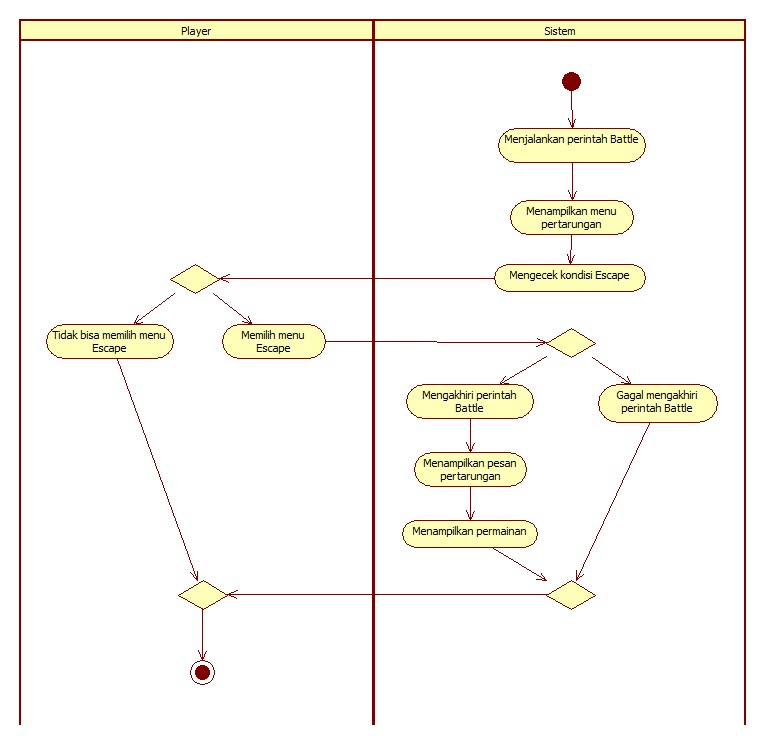 Player
Sistem
Menjalankan perintah Battle
Menampilkan menu
pertarungan
Mengecek kondisi Escape
Tidak bisa memilih menu
Escape
Memilih menu
Escape
Mengakhiri perintah
Battle
Gagal mengakhiri
perintah Battle
Menampilkan pesan
pertarungan
Menampilkan permainan